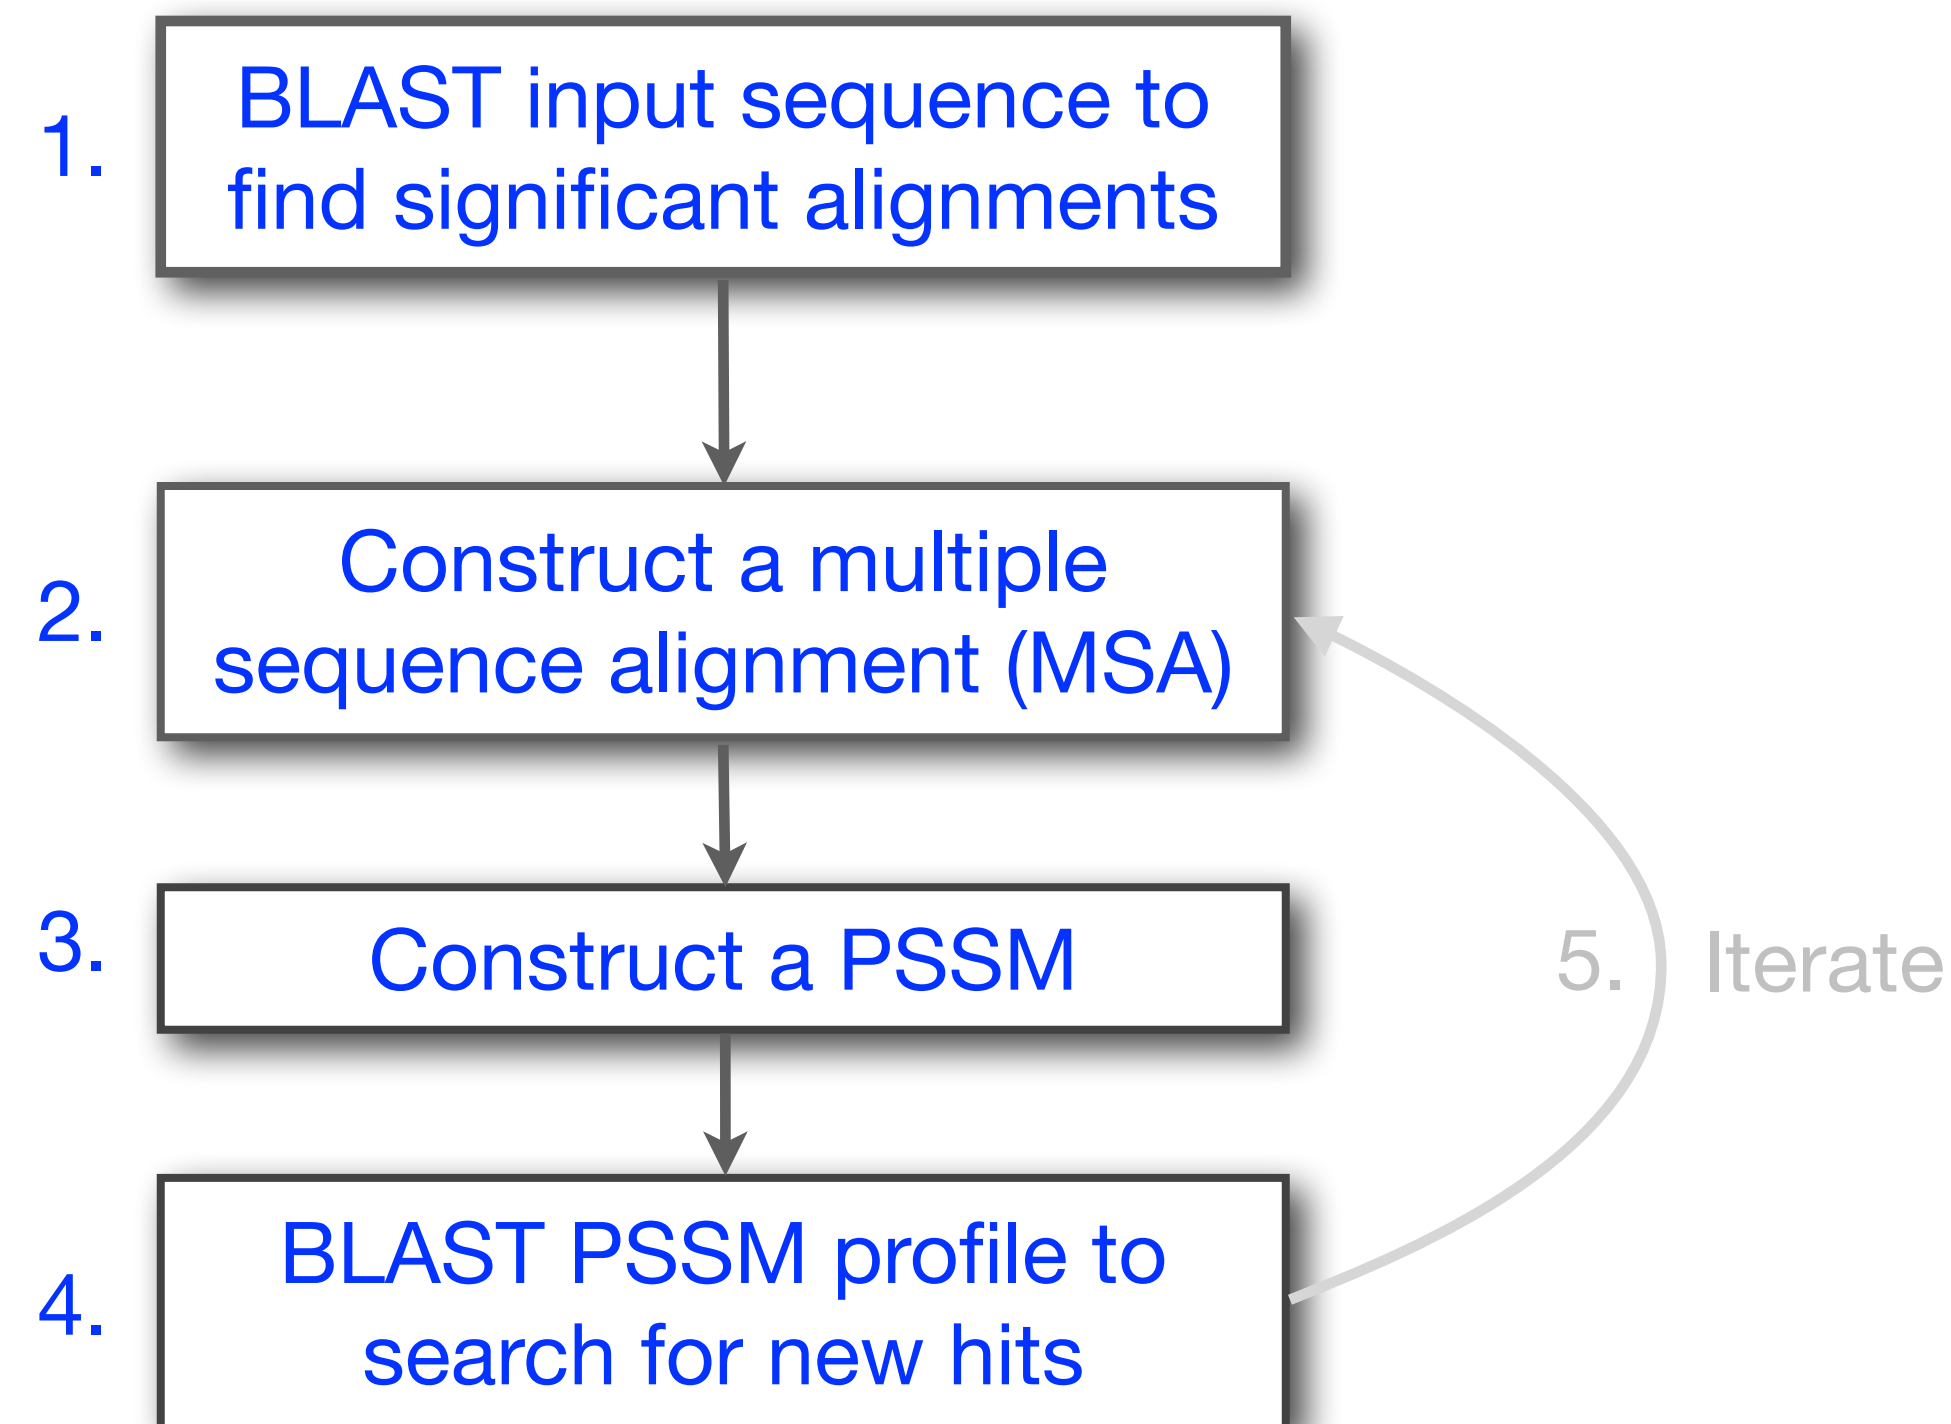 1.
BLAST input sequence to
find significant alignments
2.
Construct a multiple
sequence alignment (MSA)
3.
Construct a PSSM
5. Iterate
4.
BLAST PSSM profile to
search for new hits